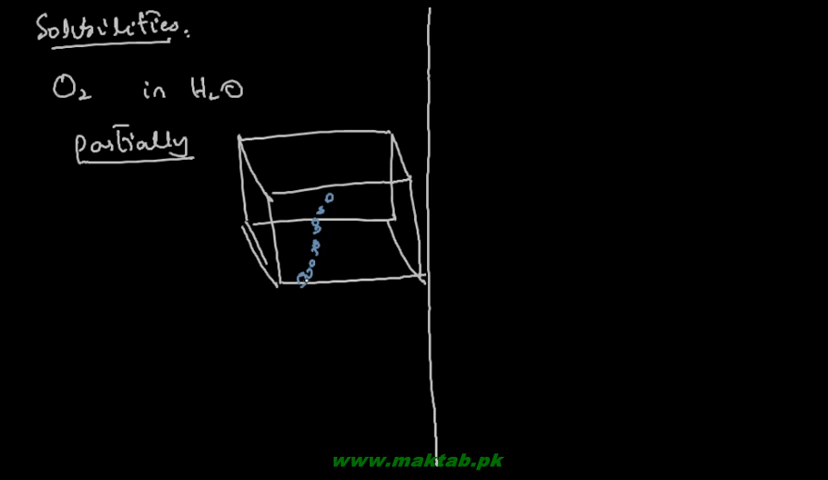 Solubilities.
O₂ in H₂O
partially
www.maktab.pk